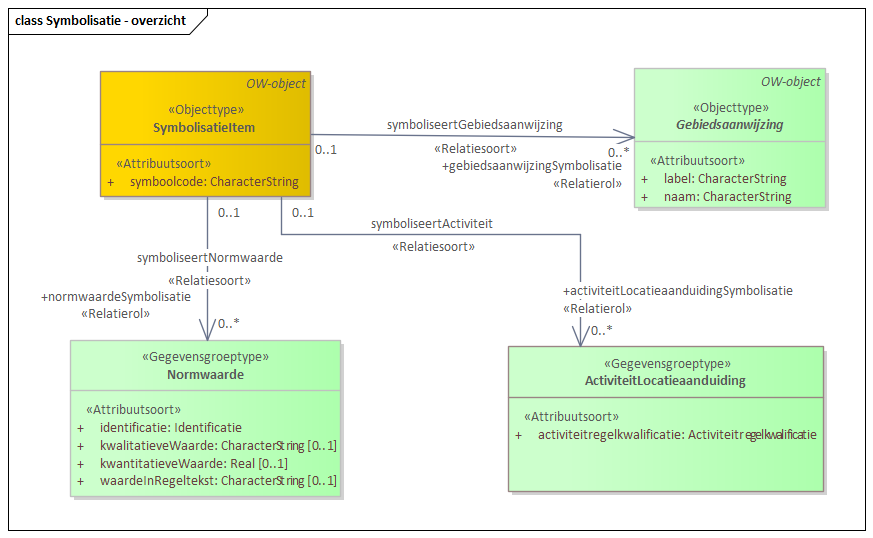 class Symbolisatie - overzicht
OW-object
«Objecttype»
SymbolisatieItem
«Attribuutsoort»
+ symboolcode: CharacterString
OW-object
«Objecttype»
Gebiedsaanwijzing
«Attribuutsoort»
+ label: CharacterString
+ naam: CharacterString
symboliseertGebiedsaanwijzing
0..1
«Relatiesoort»
0..*
+gebiedsaanwijzingSymbolisatie
«Relatierol»
0..1
0..1
symboliseertActiviteit
«Relatiesoort»
symboliseertNormwaarde
«Relatiesoort»
+normwaardeSymbolisatie
«Relatierol»
0..*
+activiteitLocatieaanduidingSymbolisatie
«Relatierol»
0..*
«Gegevensgroeptype»
Normwaarde
«Attribuutsoort»
+ identificatie: Identificatie
+ kwalitatieveWaarde: CharacterString [0..1]
+ kwantitatieveWaarde: Real [0..1]
+ waardeInRegeltekst: CharacterString [0..1]
«Gegevensgroeptype»
ActiviteitLocatieaanduiding
«Attribuutsoort»
+ activiteitregelkwalificatie: Activiteitregelkwalificatie